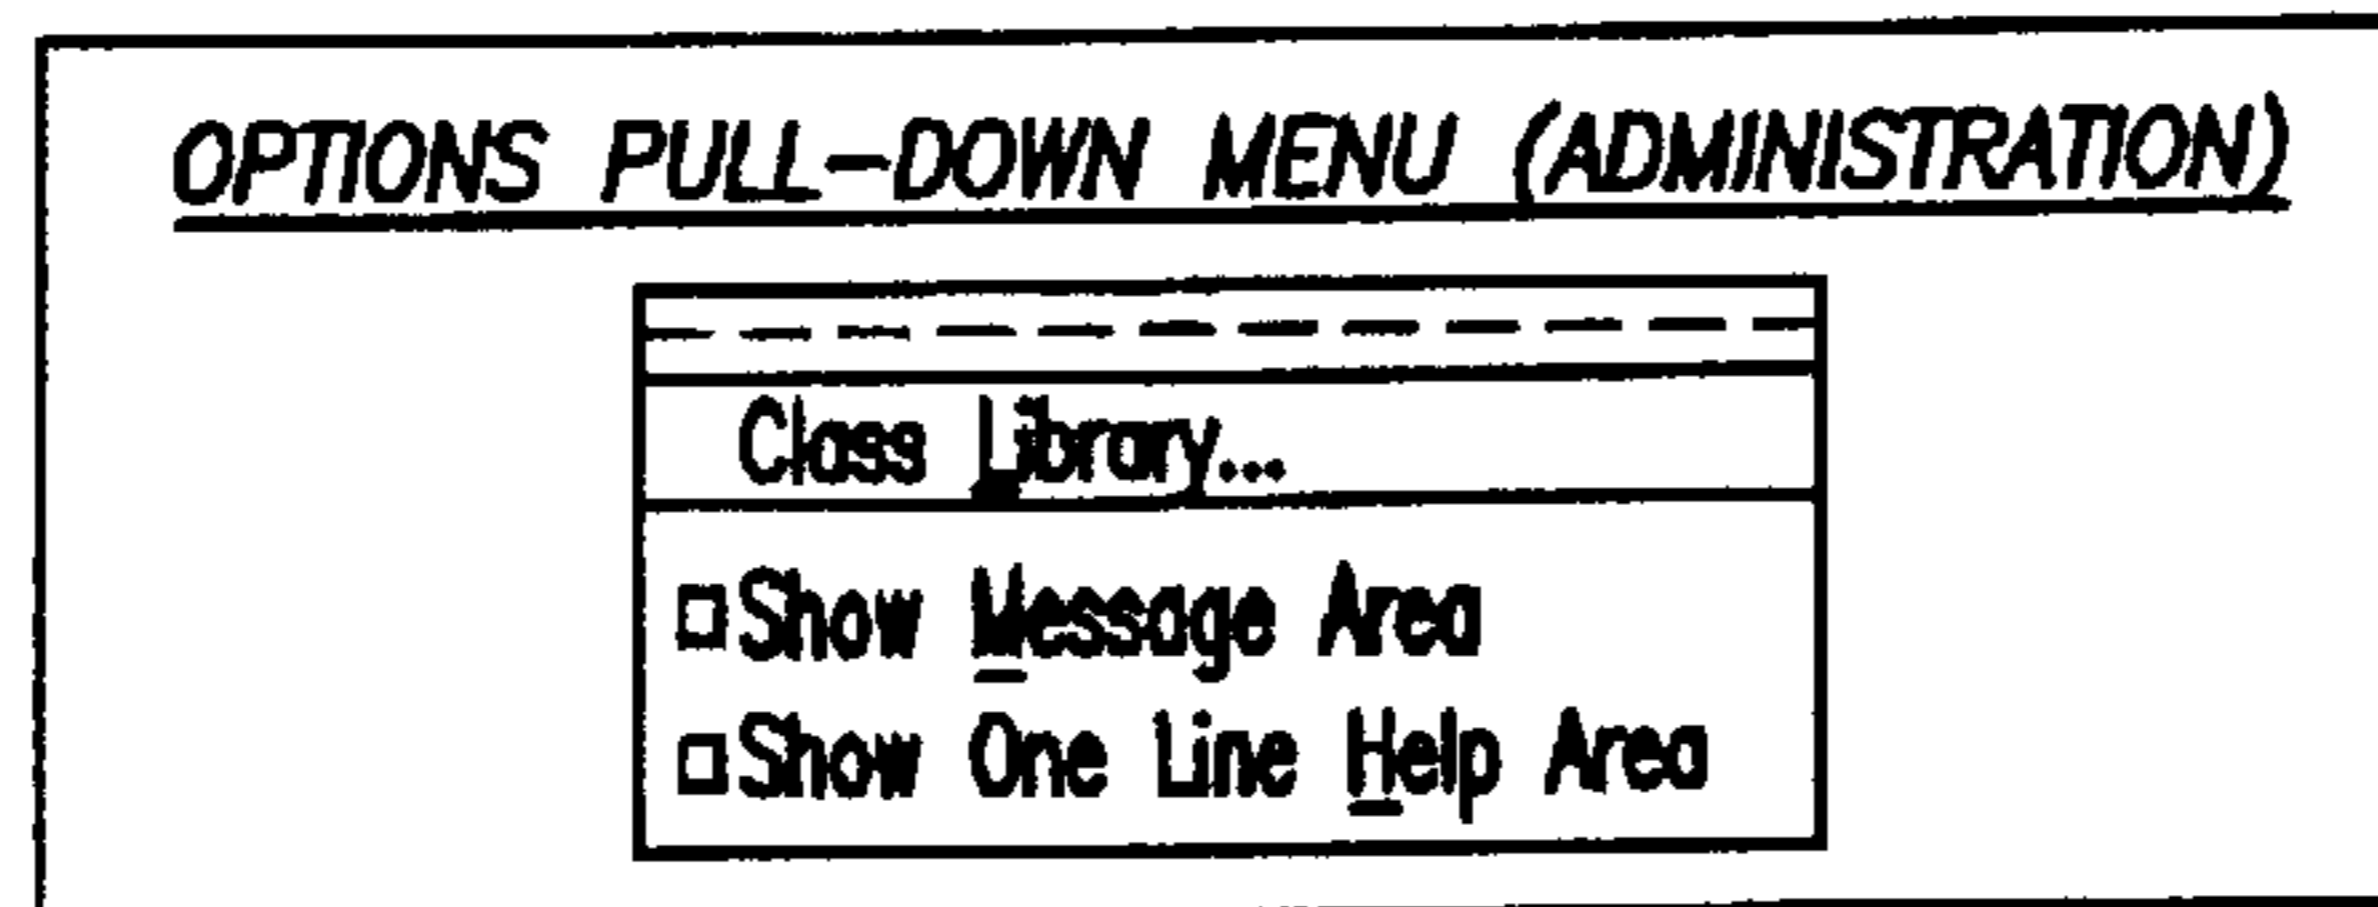 OPTIONS PULL-DOWN MENU (ADMINISTRATION)
Class Library...
Show Message Area
Show One Line Help Area